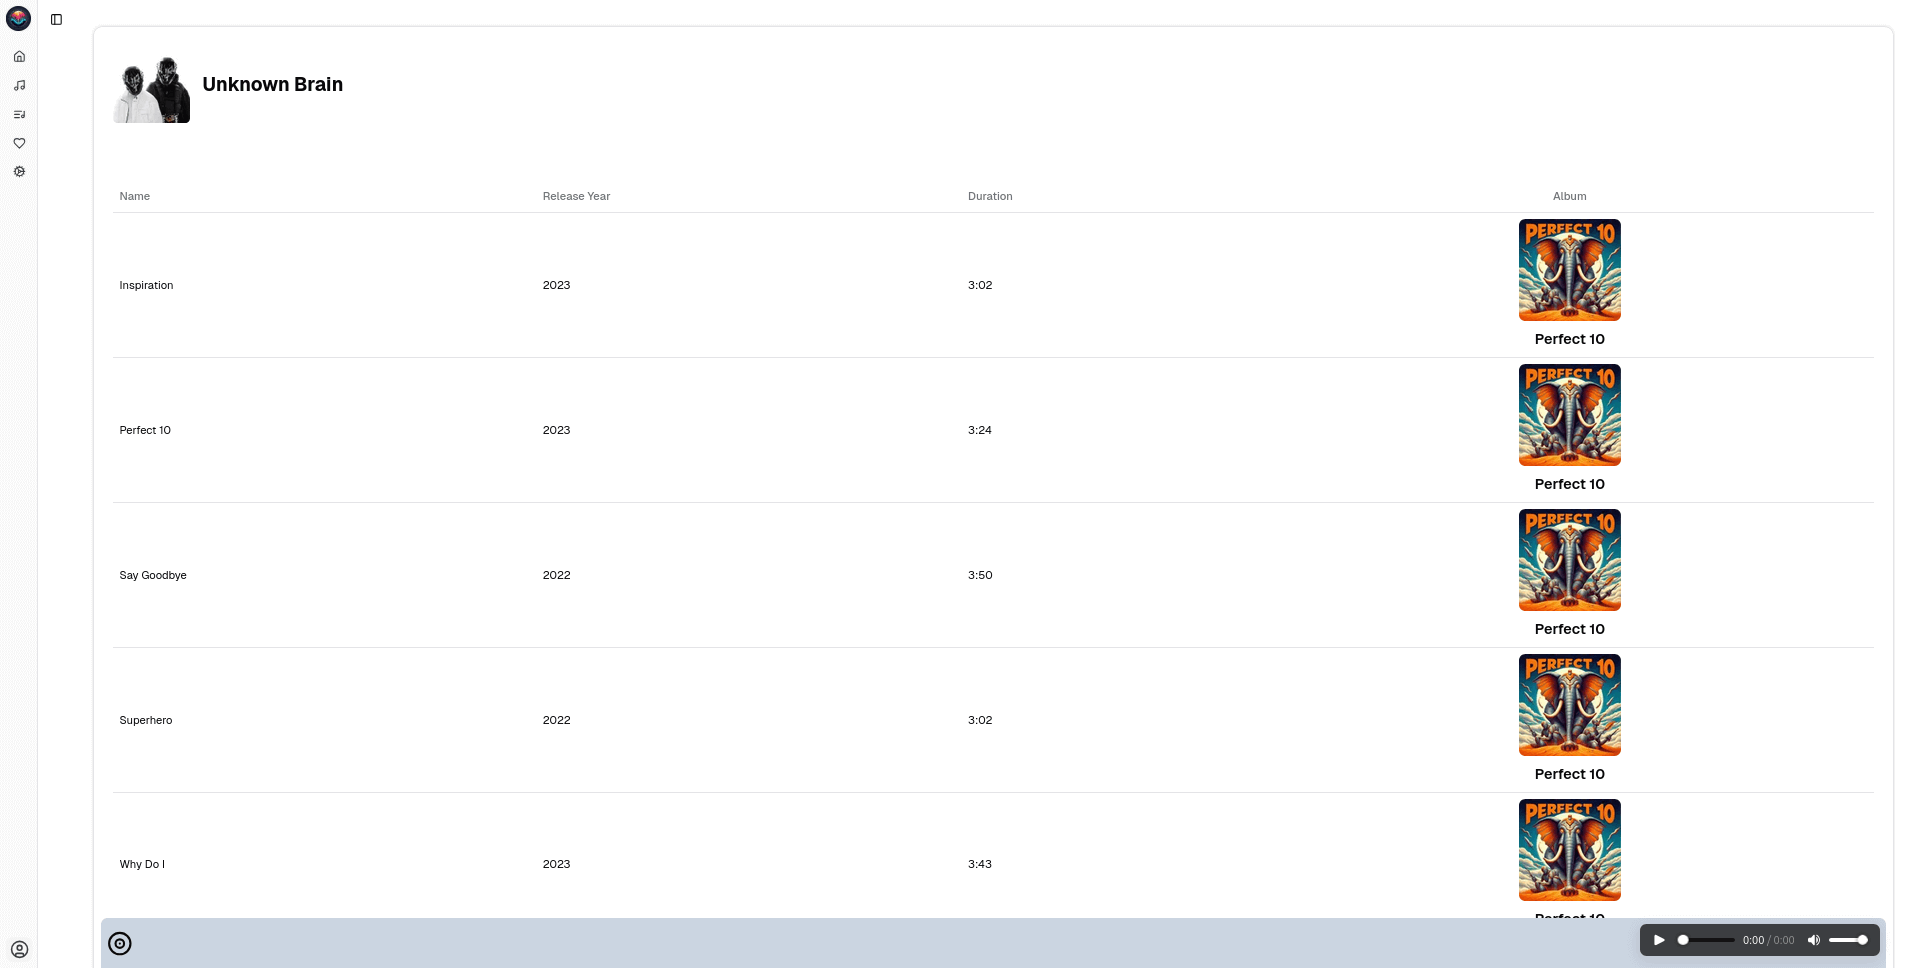 Unknown Brain
Name Release Year Duration Album
PERFECT 10
Inspiration 2023 3:02
Perfect 10
PERFECT 10
Perfect 10 2023 3:24
Perfect 10
PERFECT 10
Say Goodbye 2022 3:50
Perfect 10
PERFECT 10
Superhero 2022 3:02
Perfect 10
PERFECT 10
Why Do I 2023 3:43
Perfect 10
0:00 / 0:00